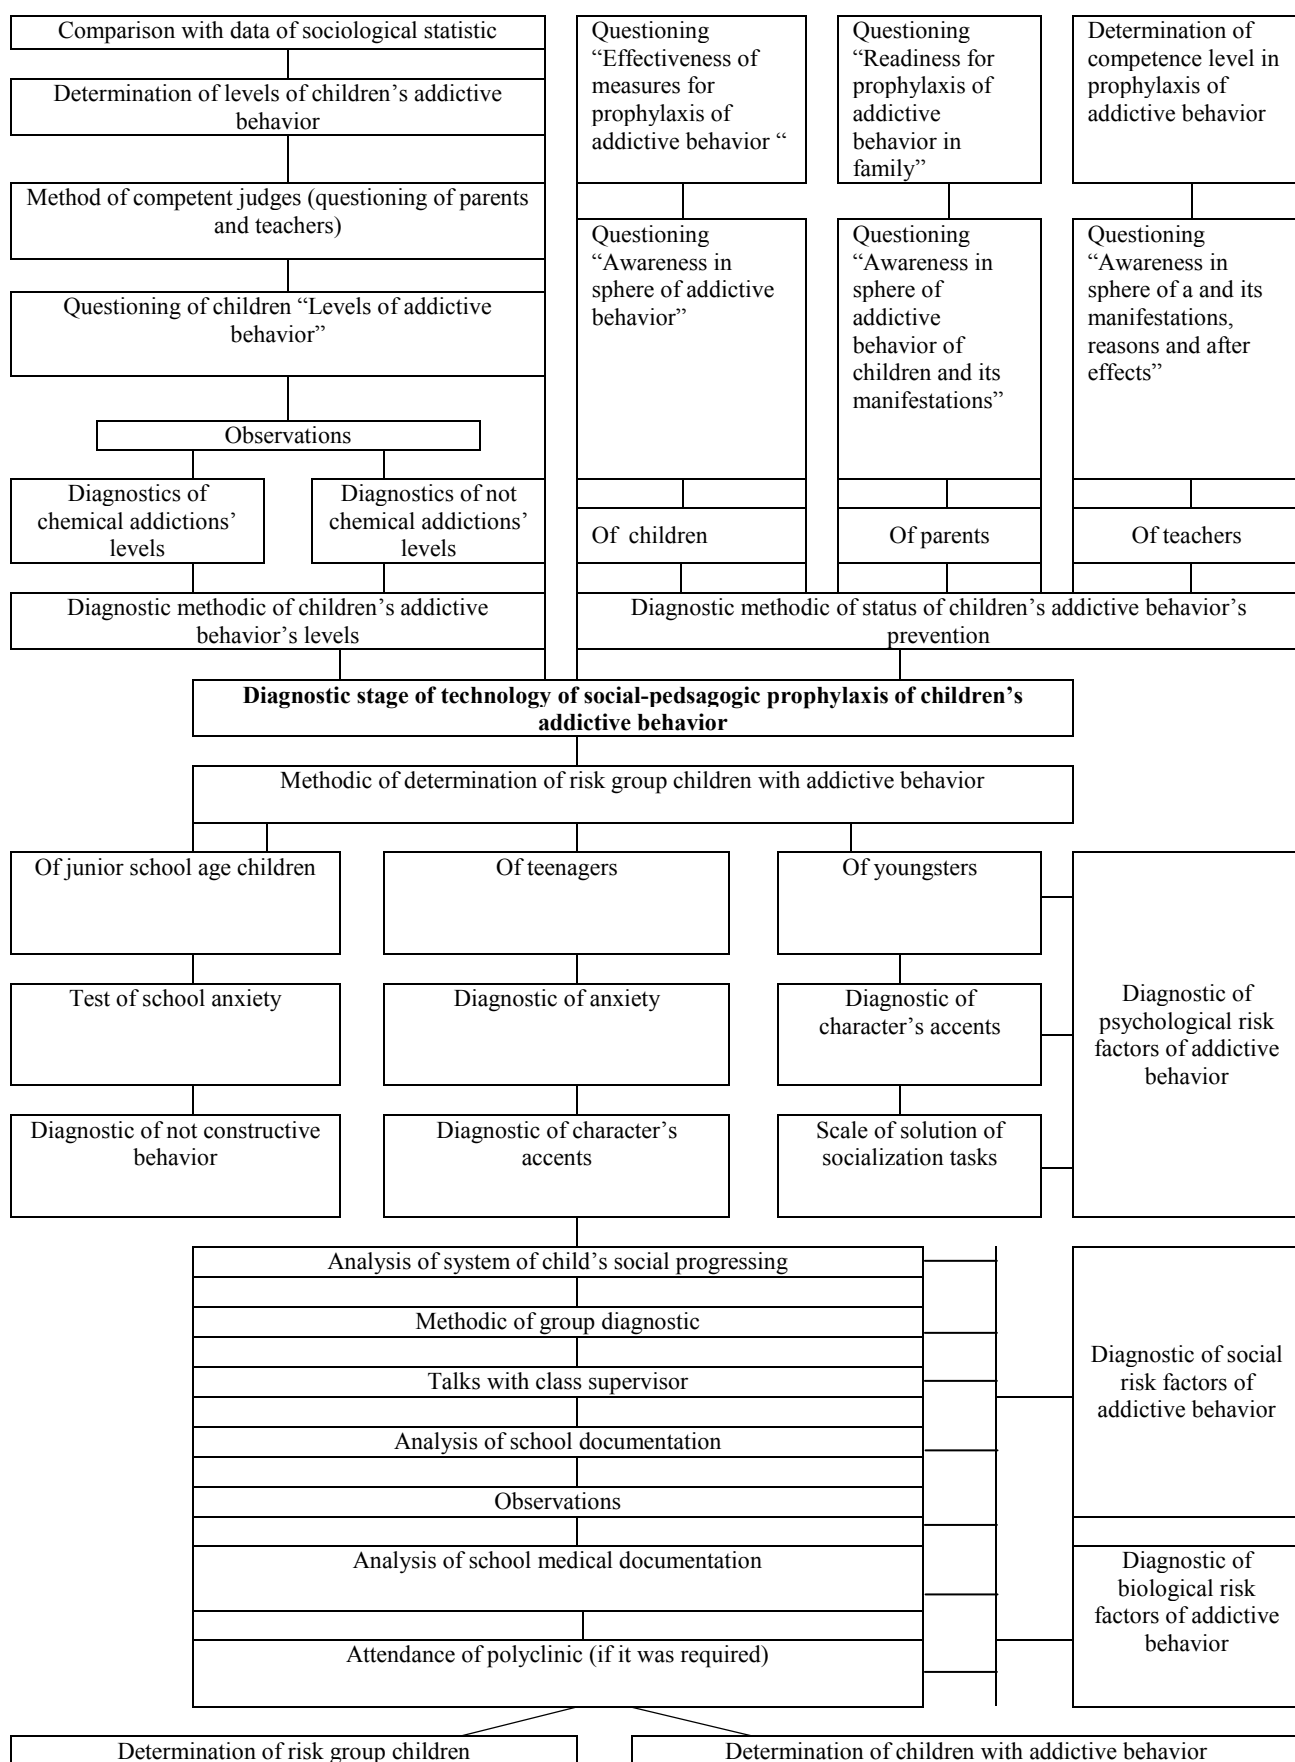 Comparison with data of sociological statistic
Determination of levels of children’s addictive
behavior
Method of competent judges (questioning of parents
and teachers)
Questioning of children “Levels of addictive
behavior”
Observations
Diagnostics of
chemical addictions’
levels
Diagnostics of not
chemical addictions’
levels
Diagnostic methodic of children’s addictive
behavior’s levels
Questioning
“Effectiveness of
measures for
prophylaxis of
addictive behavior “
Questioning
“Readiness for
prophylaxis of
addictive
behavior in
family”
Determination of
competence level in
prophylaxis of
addictive behavior
Questioning
“Awareness in
sphere of addictive
behavior”
Questioning
“Awareness in
sphere of
addictive
behavior of
children and its
manifestations”
Questioning
“Awareness in
sphere of a and its
manifestations,
reasons and after
effects”
Of children
Of parents
Of teachers
Diagnostic methodic of status of children’s addictive behavior’s
prevention
Diagnostic stage of technology of social-pedsagogic prophylaxis of children’s
addictive behavior
Methodic of determination of risk group children with addictive behavior
Of junior school age children
Of teenagers
Of youngsters
Test of school anxiety
Diagnostic of anxiety
Diagnostic of
character’s accents
Diagnostic of not constructive
behavior
Diagnostic of character’s
accents
Scale of solution of
socialization tasks
Diagnostic of
psychological risk
factors of addictive
behavior
Analysis of system of child’s social progressing
Methodic of group diagnostic
Talks with class supervisor
Analysis of school documentation
Observations
Analysis of school medical documentation
Attendance of polyclinic (if it was required)
Diagnostic of social
risk factors of
addictive behavior
Diagnostic of
biological risk
factors of addictive
behavior
Determination of risk group children
Determination of children with addictive behavior